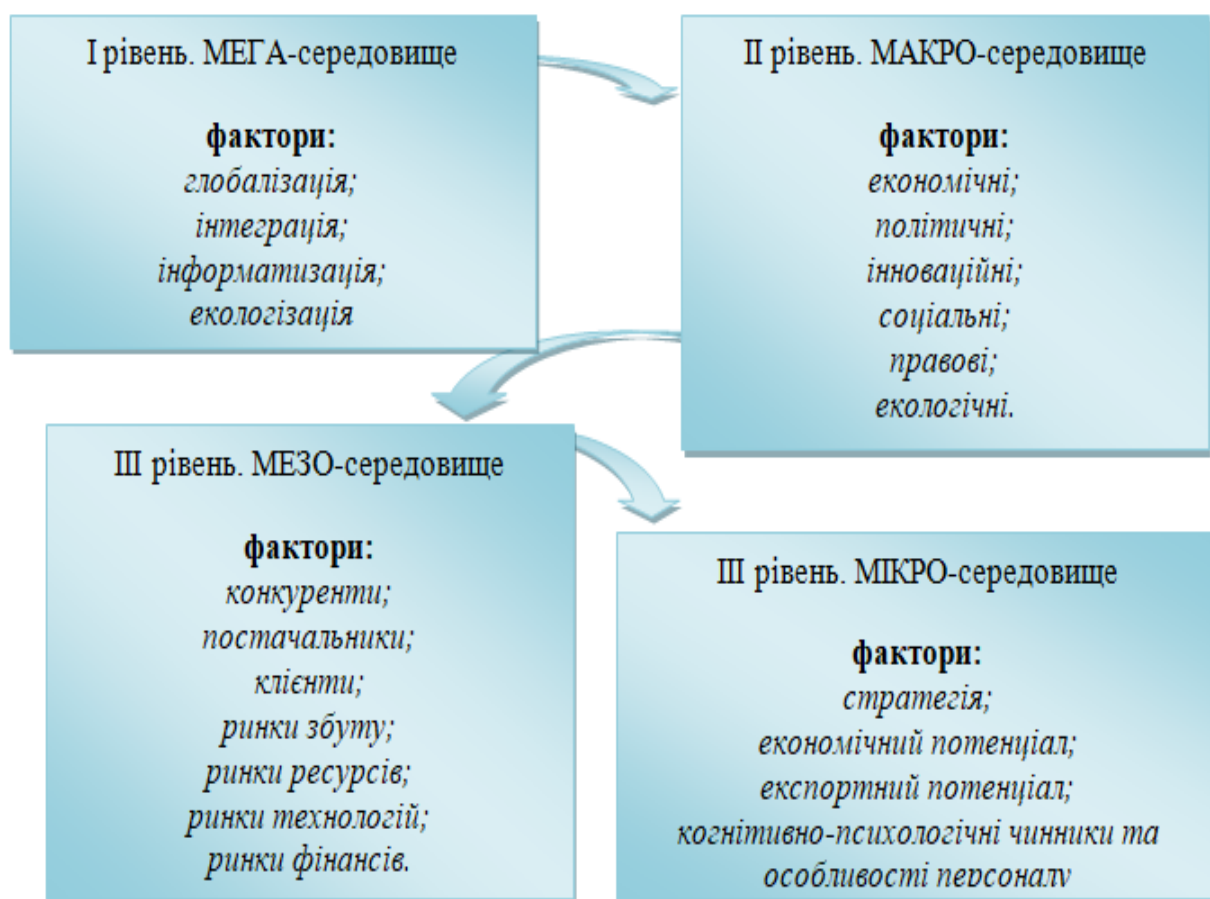 І рівень. МЕГА-середовище
фактори:
глобалізація;
інтеграція;
інформатизація;
екологізація
ІІ рівень. МАКРО-середовище
фактори:
економічні;
політичні;
інноваційні;
соціальні;
правові;
екологічні.
ІІІ рівень. МЕЗО-середовище
фактори:
конкуренти;
постачальники;
клієнти;
ринки збуту;
ринки ресурсів;
ринки технологій;
ринки фінансів.
ІІІ рівень. МІКРО-середовище
фактори:
стратегія;
економічний потенціал;
експортний потенціал;
когнітивно-психологічні чинники та
особливості персоналу